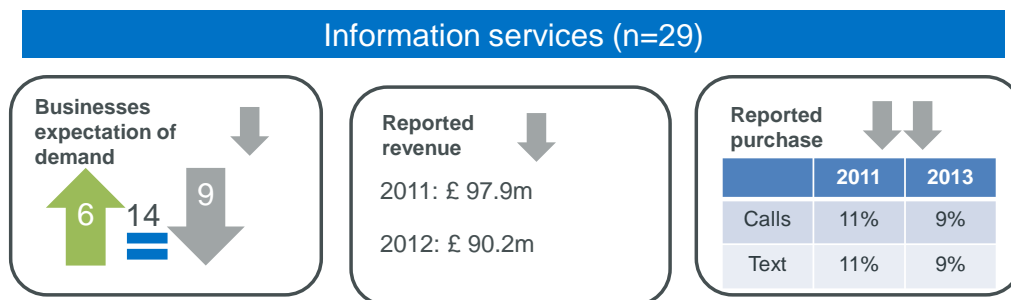 Information services (n=29)
Businesses
expectation of
demand
6
14
9
Reported
revenue
2011: £ 97.9m
2012: £ 90.2m
Reported
purchase
2011 2013
Calls 11% 9%
Text 11% 9%